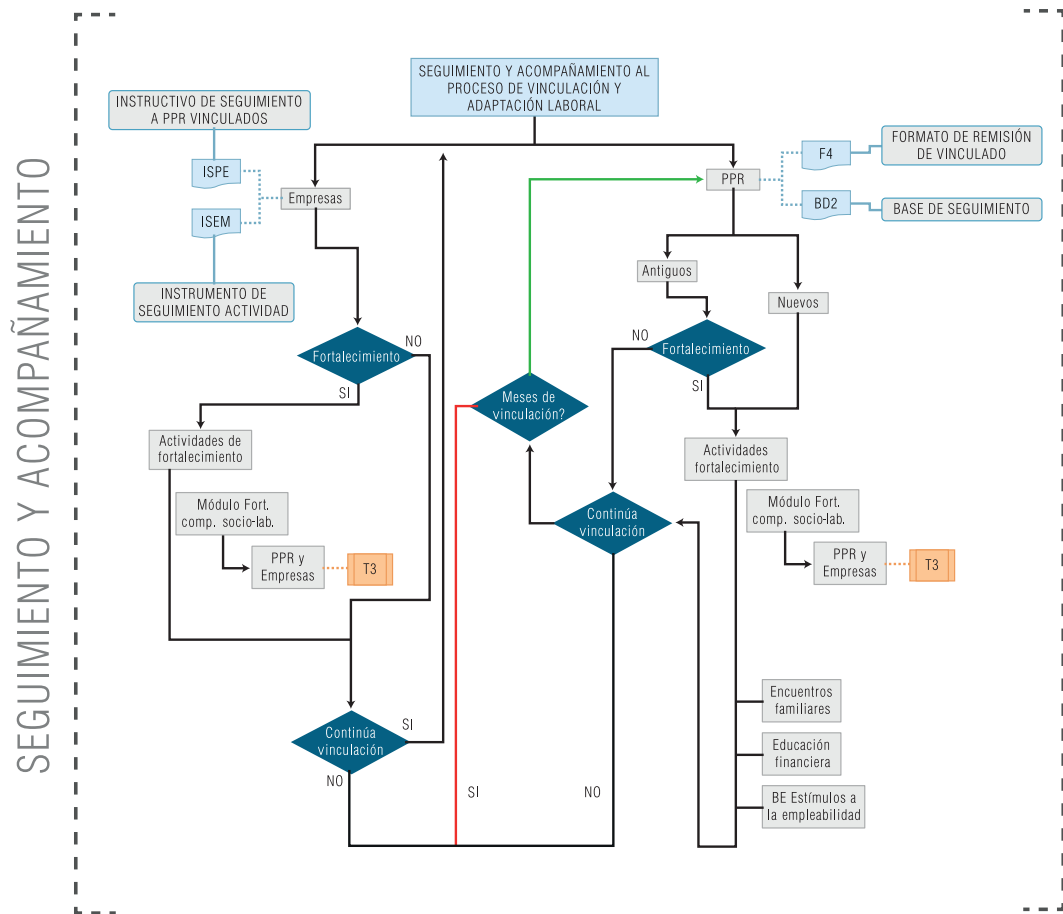 SEGUIMIENTO Y ACOMPAÑAMIENTO
SEGUIMIENTO Y ACOMPAÑAMIENTO AL
PROCESO DE VINCULACIÓN Y
ADAPTACIÓN LABORAL
INSTRUCTIVO DE SEGUIMIENTO
A PPR VINCULADOS
ISPE
Empresas
ISEM
INSTRUMENTO DE
SEGUIMIENTO ACTIVIDAD
PPR
F4
FORMATO DE REMISIÓN
DE VINCULADO
BD2
BASE DE SEGUIMIENTO
Antiguos
Nuevos
Fortalecimiento
NO
SI
NO
Fortalecimiento
SI
Meses de
vinculación?
Actividades de
fortalecimiento
Actividades
fortalecimiento
Módulo Fort.
comp. socio-lab.
PPR y
Empresas
T3
Continúa
vinculación
Módulo Fort.
comp. socio-lab.
PPR y
Empresas
T3
Continúa
vinculación
SI
NO
SI
NO
Encuentros
familiares
Educación
financiera
BE Estímulos a
la empleabilidad